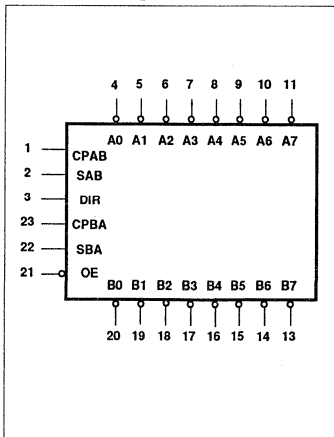 4 5 6 7 8 9 10 11
A0 A1 A2 A3 A4 A5 A6 A7
1 CPAB
2 SAB
3 DIR
23 CPBA
22 SBA
21 OE
B0 B1 B2 B3 B4 B5 B6 B7
20 19 18 17 16 15 14 13